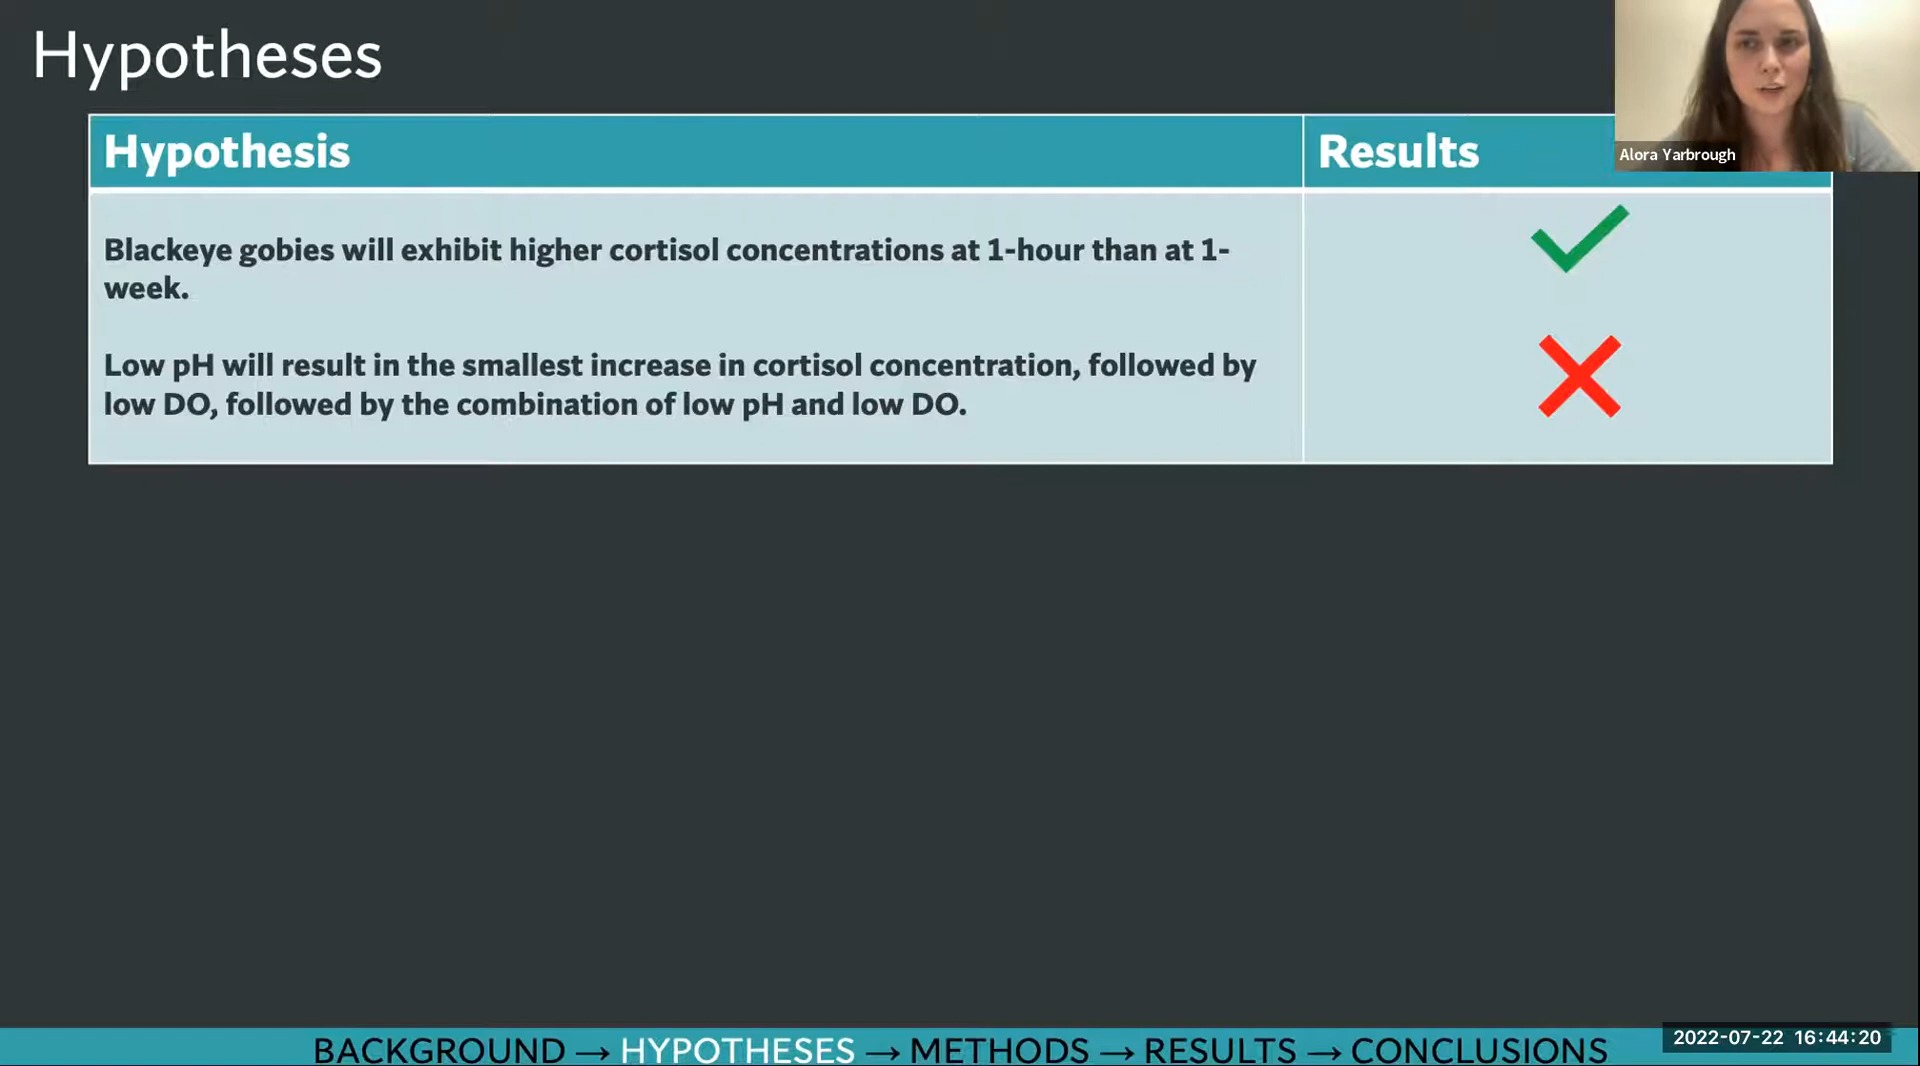 Hypotheses
Hypothesis
Results
Alora Yarbrough
Blackeye gobies will exhibit higher cortisol concentrations at 1-hour than at 1-
week.
Low pH will result in the smallest increase in cortisol concentration, followed by
low DO, followed by the combination of low pH and low DO.
BACKGROUND → HYPOTHESES → METHODS → RESULTS → CONCLUSIONS
2022-07-22 16:44:20